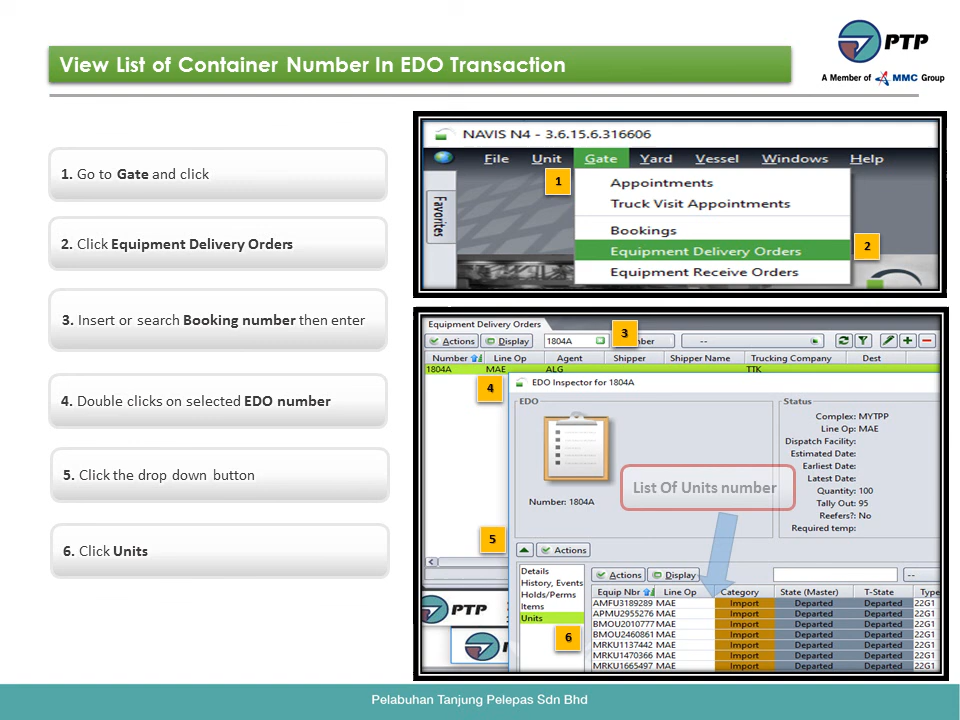 View List of Container Number In EDO Transaction
PTP
A Member of MMC Group
1. Go to Gate and click
2. Click Equipment Delivery Orders
3. Insert or search Booking number then enter
4. Double clicks on selected EDO number
5. Click the drop down button
6. Click Units
NAVIS N4 - 3.6.15.6.316606
File Unit Gate Yard Vessel Windows Help
1
Favorites
Appointments
Truck Visit Appointments
Bookings
Equipment Delivery Orders
2
Equipment Receive Orders
Equipment Delivery Orders
3
Actions Display 1804A --
Number Line Op Agent Shipper Shipper Name Trucking Company Dest
1804A MAE ALG TTK
4
EDO Inspector for 1804A
EDO
Status
Complex: MYTPP
Line Op: MAE
Dispatch Facility:
Estimated Date:
Earliest Date:
Latest Date:
Quantity: 100
Tally Out: 95
Reefers?: No
Required temp:
List Of Units number
Number: 1804A
5
Actions
Details
History, Events
Holds/Perms
Items
Units
6
Actions Display --
Equip Nbr Line Op Category State (Master) T-State Type
AMFU3189289 MAE Import Departed Departed 22G1
APMU2955276 MAE Import Departed Departed 22G1
BMOU2010777 MAE Import Departed Departed 22G1
BMOU2460861 MAE Import Departed Departed 22G1
MRKU1137442 MAE Import Departed Departed 22G1
MRKU1470366 MAE Import Departed Departed 22G1
MRKU1665497 MAE Import Departed Departed 22G1
PTP
Pelabuhan Tanjung Pelepas Sdn Bhd